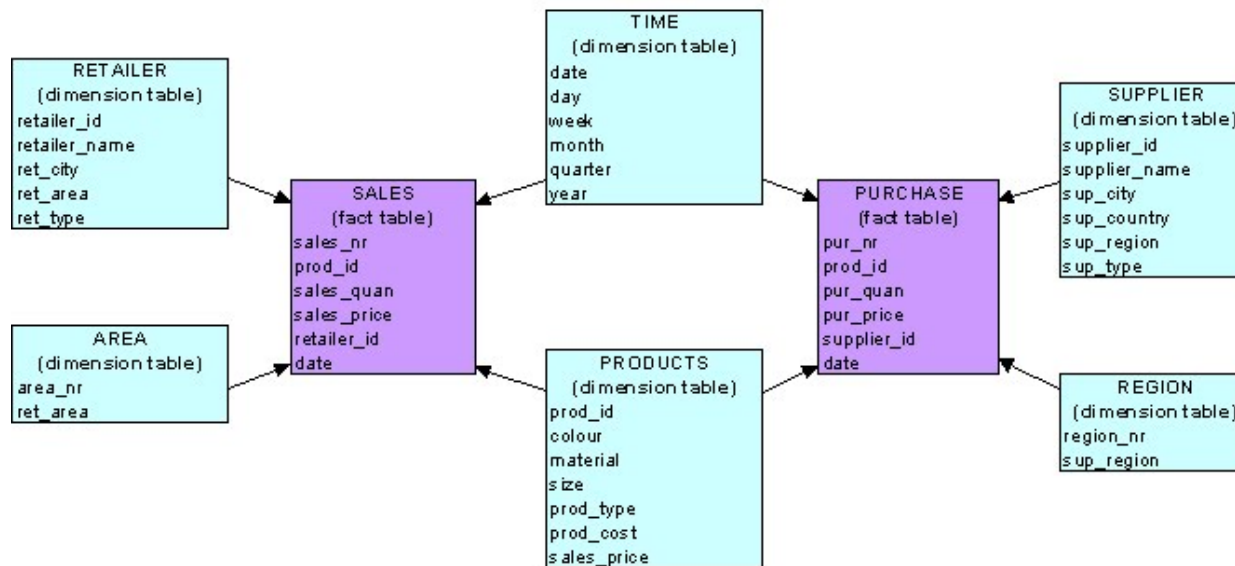 TIME
(dimension table)
date
day
week
month
quarter
year
RETAILER
(dimension table)
retailer_id
retailer_name
ret_city
ret_area
ret_type
SUPPLIER
(dimension table)
supplier_id
supplier_name
sup_city
sup_country
sup_region
sup_type
SALES
(fact table)
sales_nr
prod_id
sales_quan
sales_price
retailer_id
date
PURCHASE
(fact table)
pur_nr
prod_id
pur_quan
pur_price
supplier_id
date
AREA
(dimension table)
area_nr
ret_area
PRODUCTS
(dimension table)
prod_id
colour
material
size
prod_type
prod_cost
sales_price
REGION
(dimension table)
region_nr
sup_region